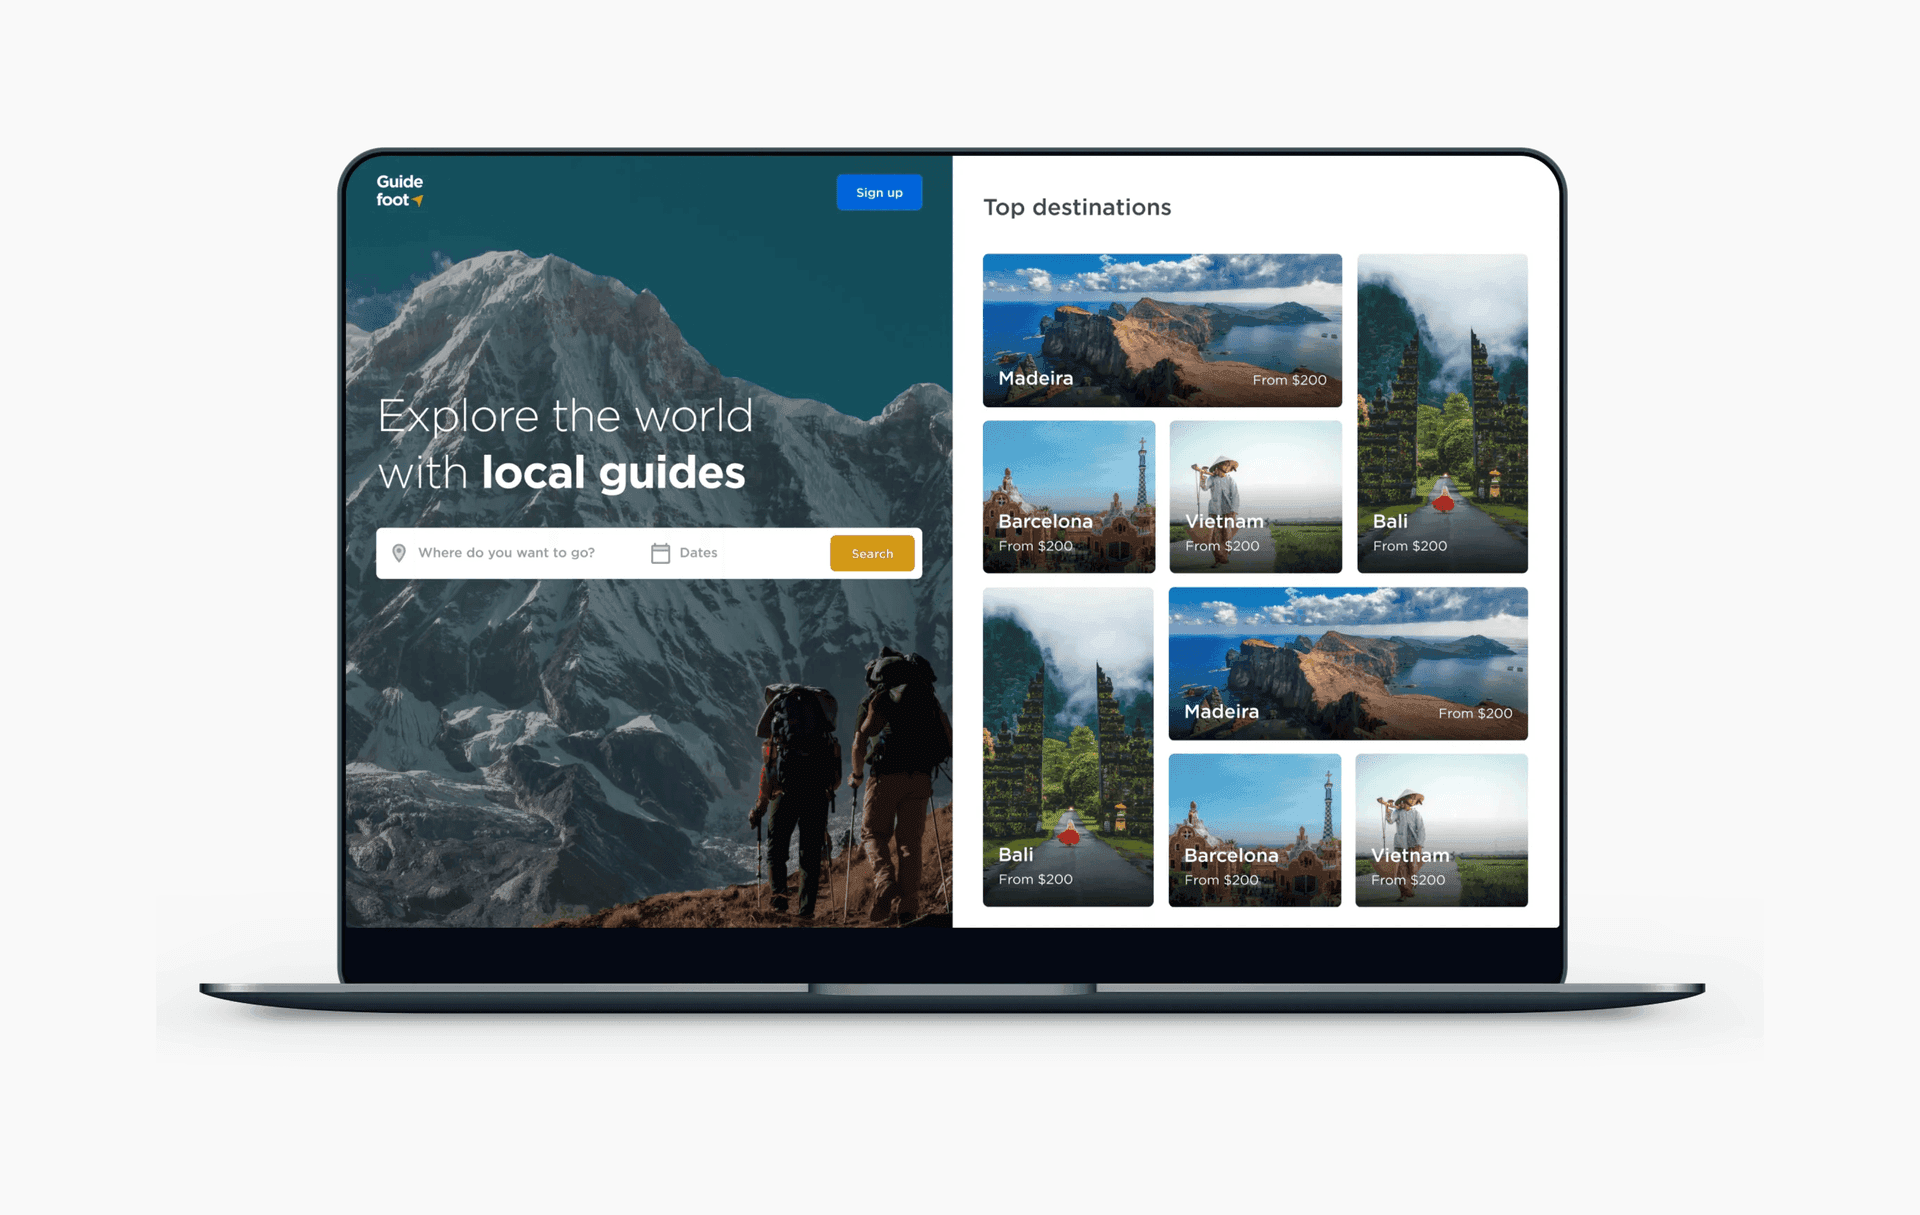 Guide
foot
Sign up
Explore the world
with local guides
Where do you want to go?
Dates
Search
Top destinations
Madeira
From $200
Barcelona
From $200
Vietnam
From $200
Bali
From $200
Bali
From $200
Madeira
From $200
Barcelona
From $200
Vietnam
From $200